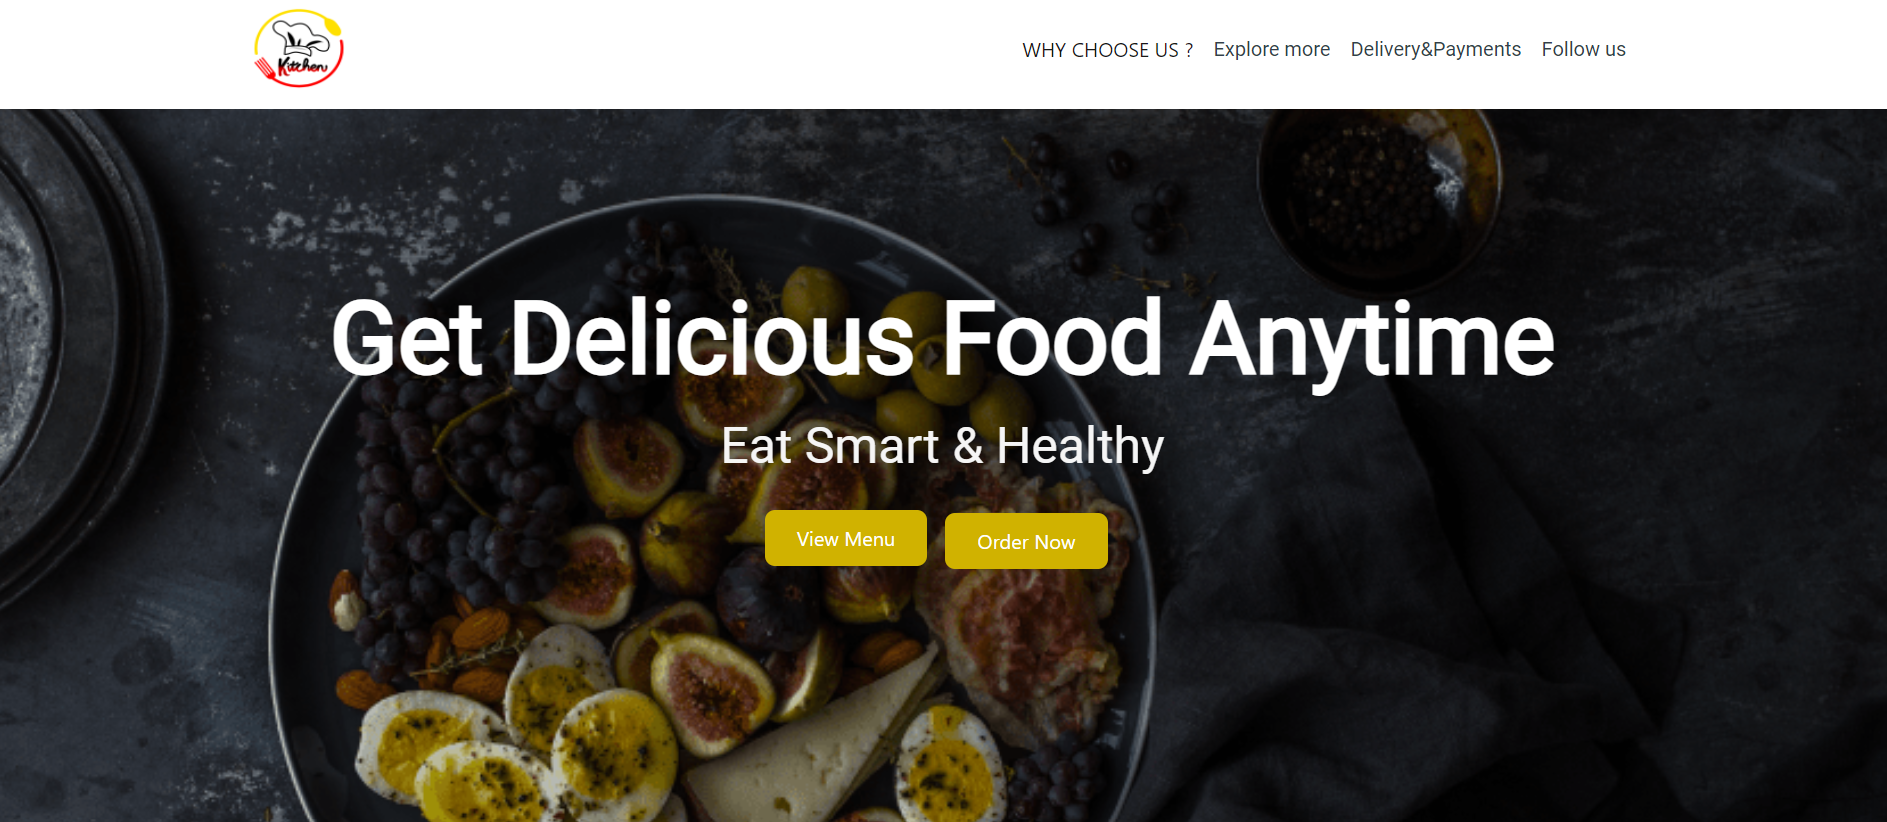 Kitchen
WHY CHOOSE US ? Explore more Delivery&Payments Follow us
Get Delicious Food Anytime
Eat Smart & Healthy
View Menu Order Now